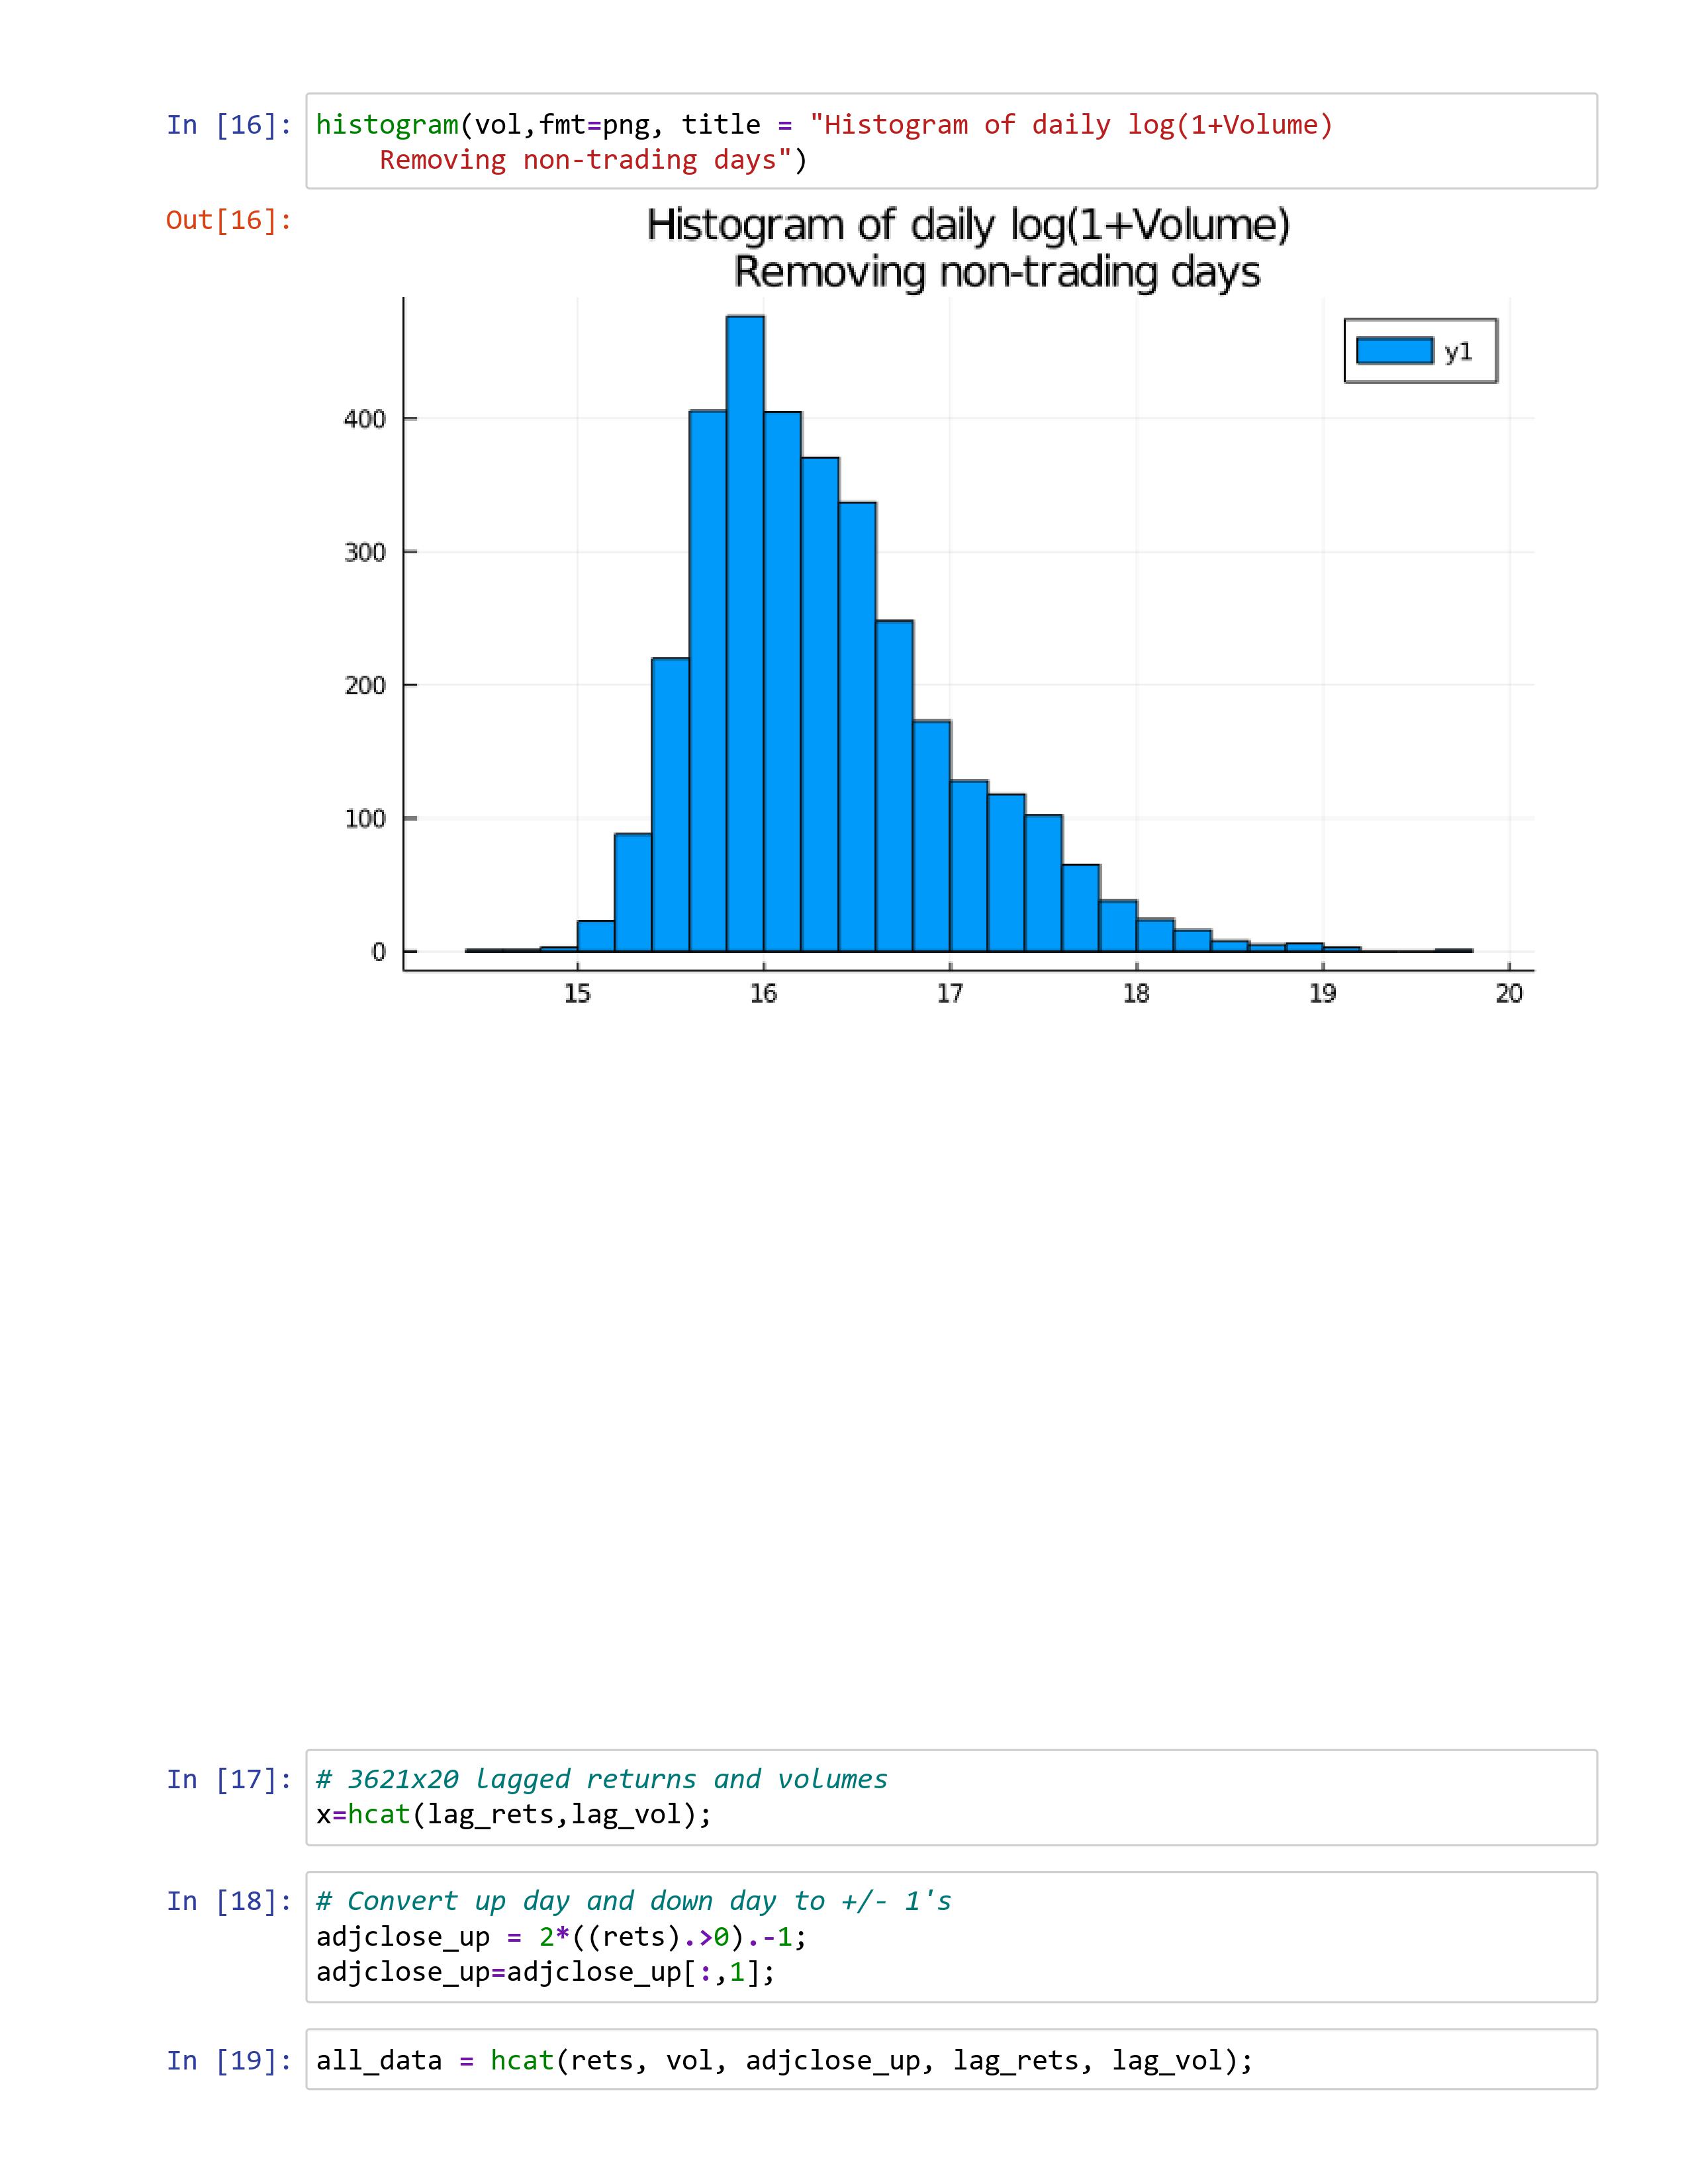 In [16]: histogram(vol,fmt=png, title = "Histogram of daily log(1+Volume)
Removing non-trading days")
Out[16]:
Histogram of daily log(1+Volume)
Removing non-trading days
y1
400
300
200
100
0
15 16 17 18 19 20
In [17]: # 3621x20 lagged returns and volumes
x=hcat(lag_rets,lag_vol);
In [18]: # Convert up day and down day to +/- 1's
adjclose_up = 2*((rets).>0).-1;
adjclose_up=adjclose_up[:,1];
In [19]: all_data = hcat(rets, vol, adjclose_up, lag_rets, lag_vol);